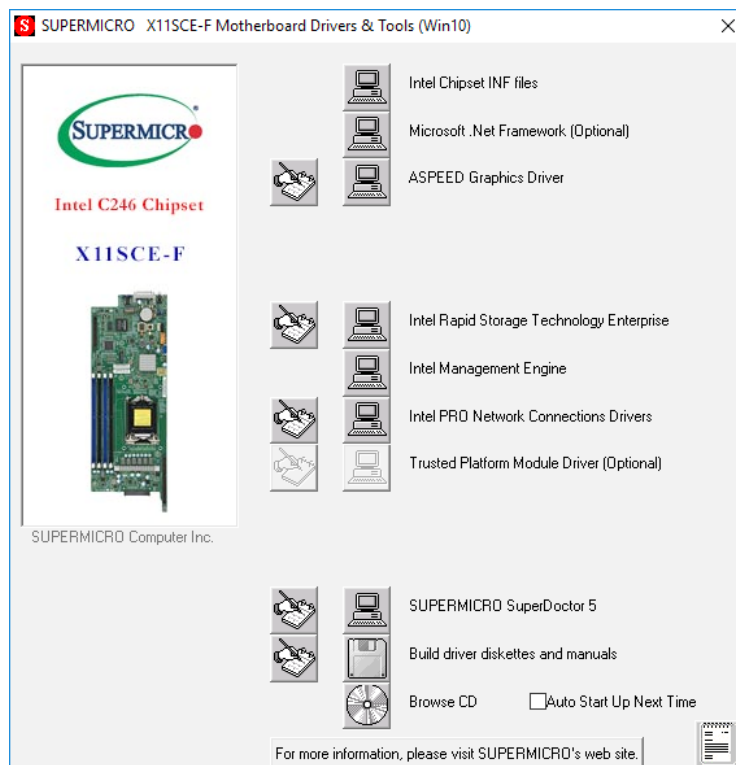 SUPERMICRO X11SCE-F Motherboard Drivers & Tools (Win10)
SUPERMICRO
Intel C246 Chipset
X11SCE-F
SUPERMICRO Computer Inc.
Intel Chipset INF files
Microsoft .Net Framework (Optional)
ASPEED Graphics Driver
Intel Rapid Storage Technology Enterprise
Intel Management Engine
Intel PRO Network Connections Drivers
Trusted Platform Module Driver (Optional)
SUPERMICRO SuperDoctor 5
Build driver diskettes and manuals
Browse CD
Auto Start Up Next Time
For more information, please visit SUPERMICRO's web site.